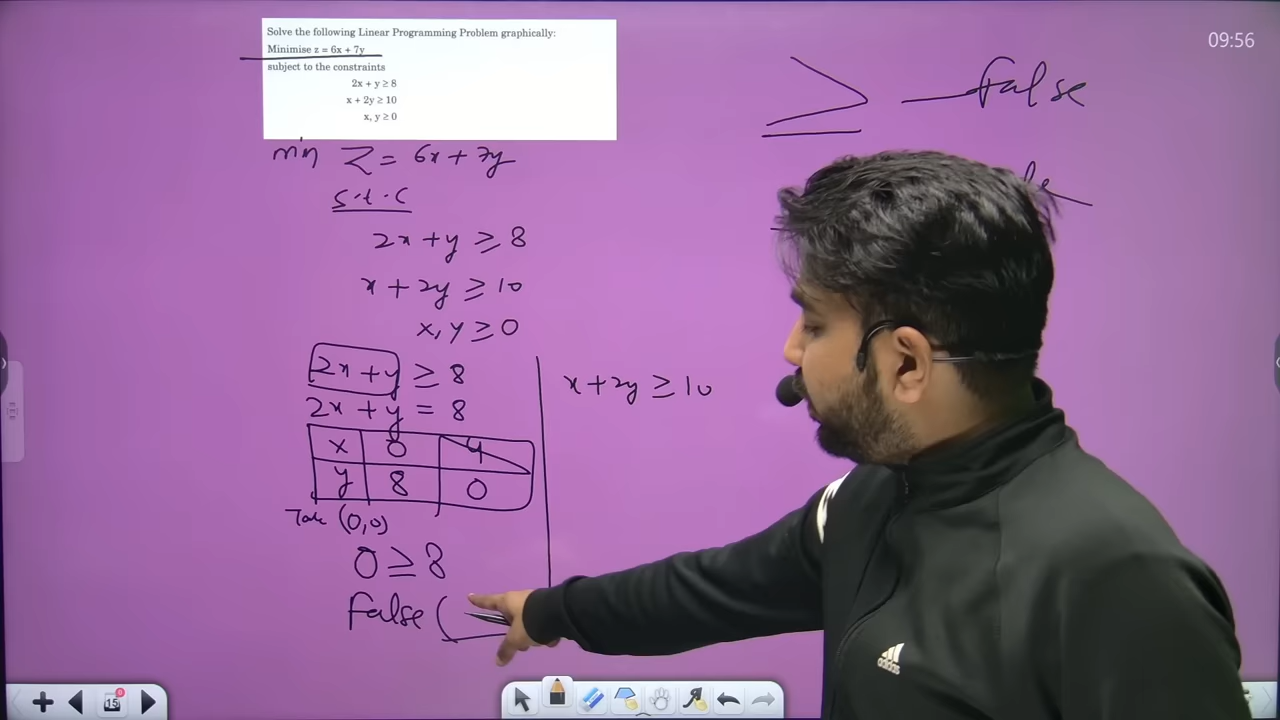 Solve the following Linear Programming Problem graphically:
Minimise z = 6x + 7y
subject to the constraints
2x + y ≥ 8
x + 2y ≥ 10
x, y ≥ 0
09:56
≥ — false
min Z = 6x + 7y
S.t.c
2x + y ≥ 8
x + 2y ≥ 10
x, y ≥ 0
2x + y ≥ 8
2x + y = 8
x 0 4
y 8 0
Take (0,0)
0 ≥ 8
False (
x + 2y ≥ 10
adidas
15